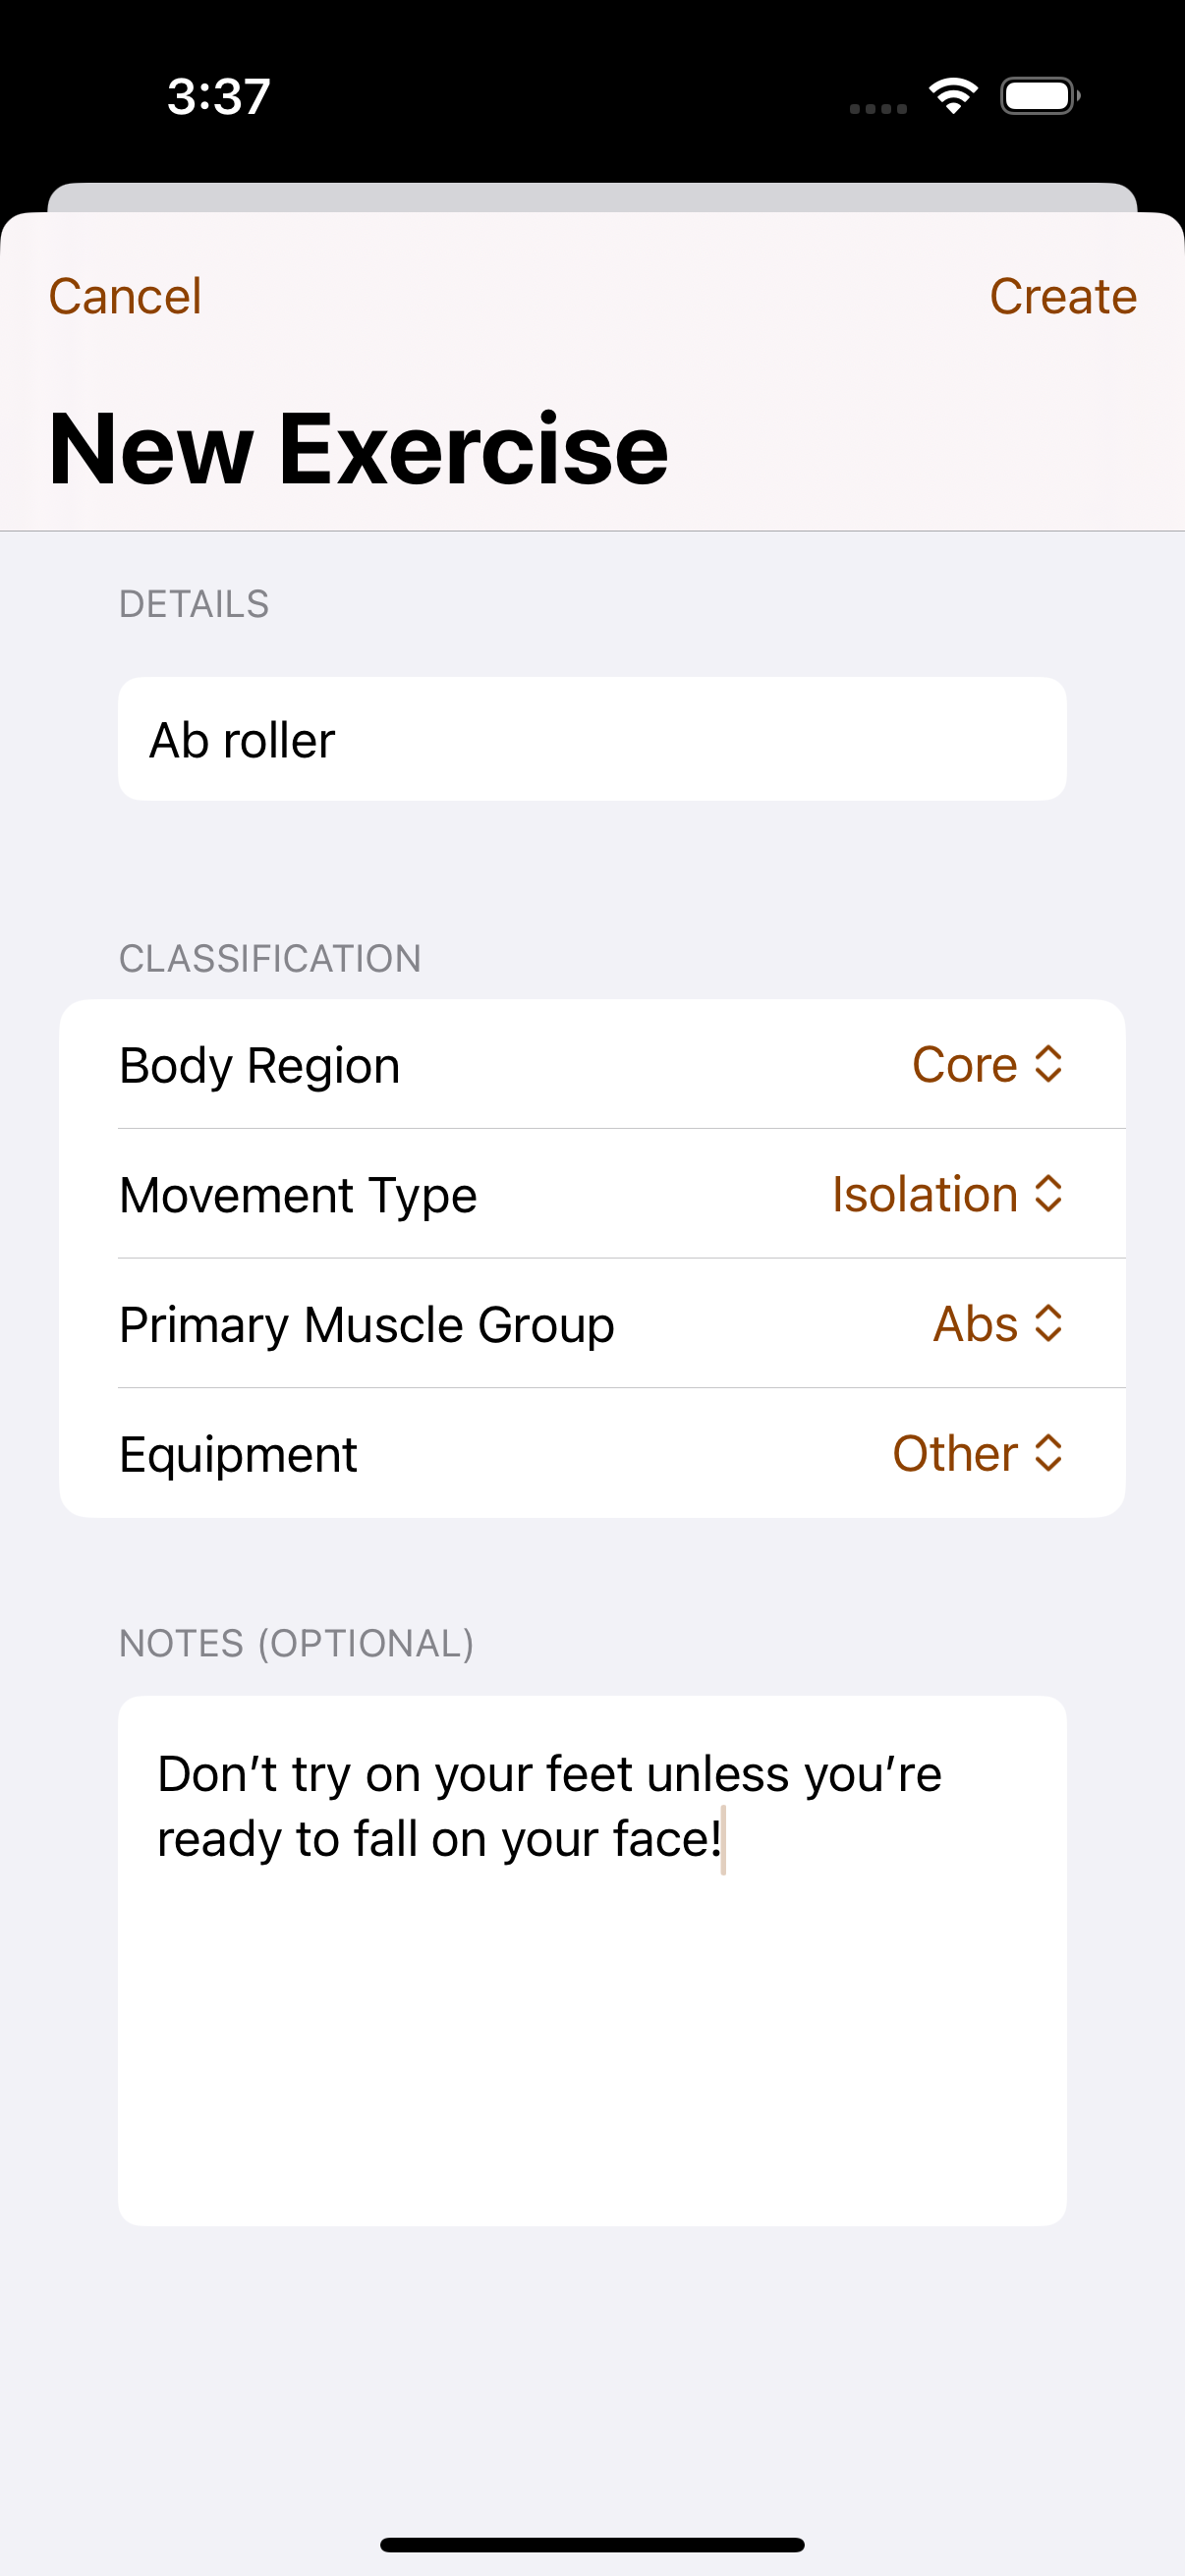 3:37
Cancel
Create
New Exercise
DETAILS
Ab roller
CLASSIFICATION
Body Region
Core
Movement Type
Isolation
Primary Muscle Group
Abs
Equipment
Other
NOTES (OPTIONAL)
Don’t try on your feet unless you’re
ready to fall on your face!